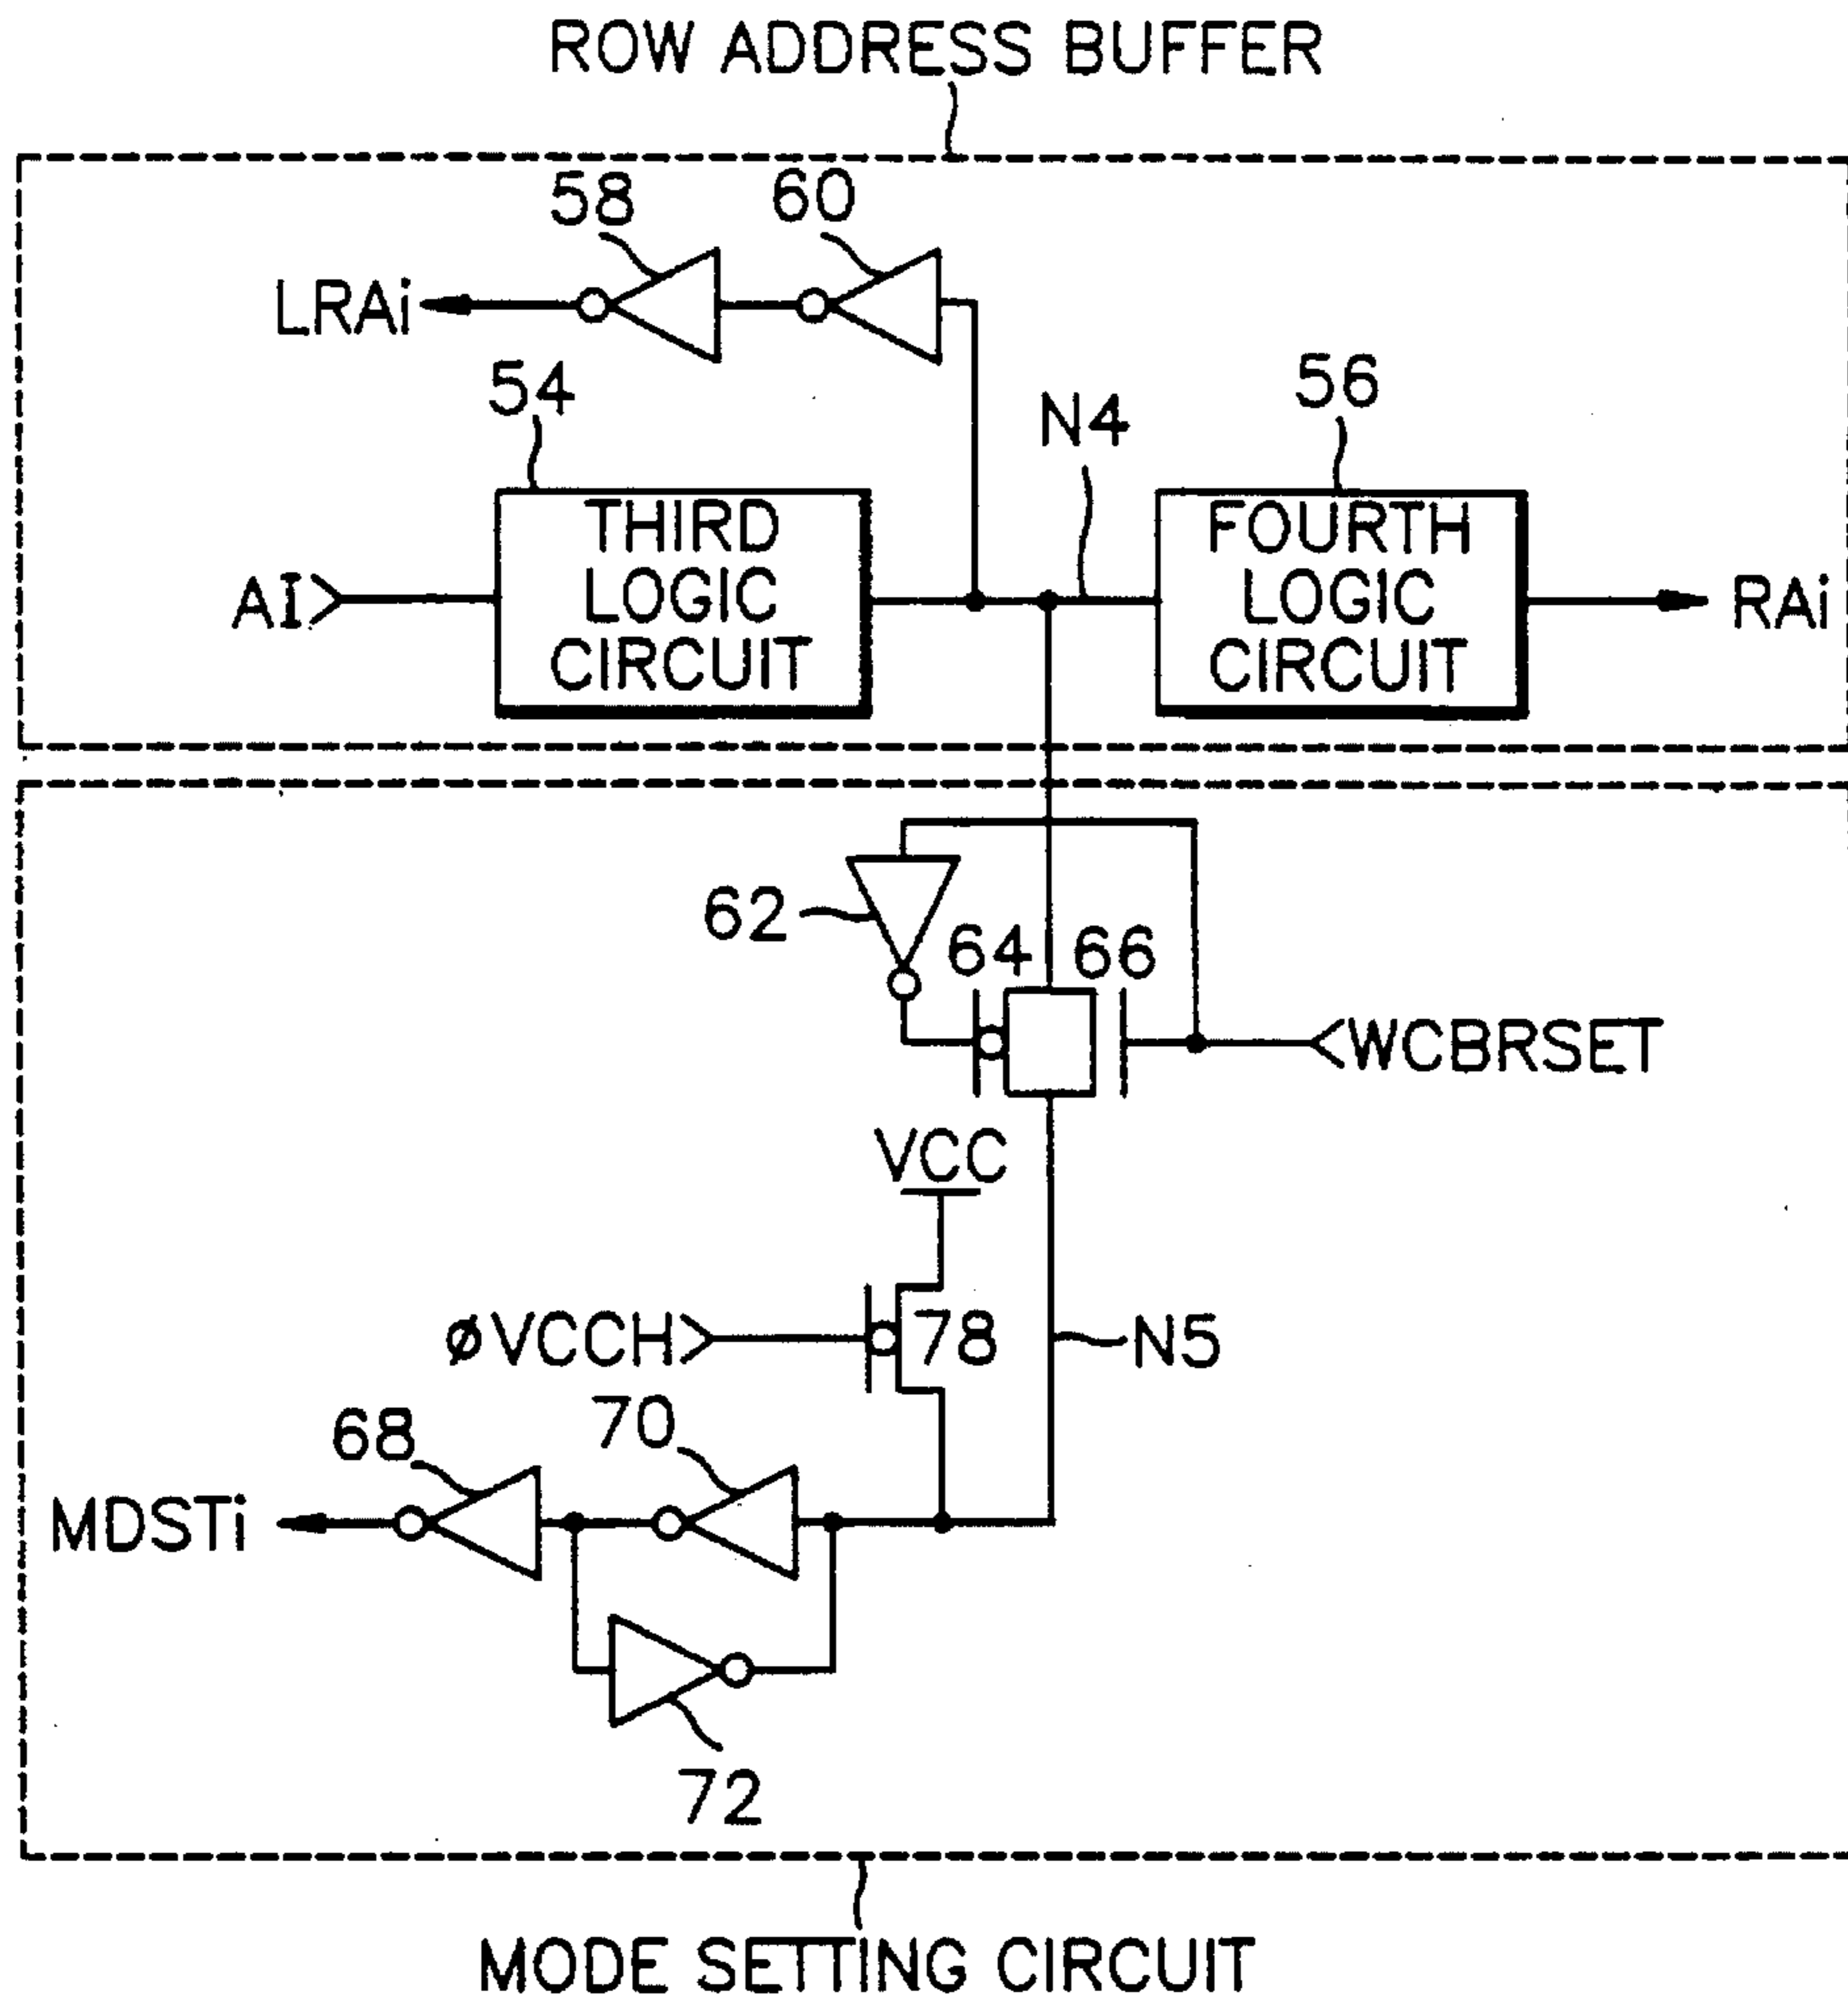 ROW ADDRESS BUFFER
58
60
LRAi
54
N4
56
THIRD
LOGIC
CIRCUIT
FOURTH
LOGIC
CIRCUIT
AI
RAi
62
64
66
WCBRSET
VCC
øVCCH
78
N5
68
70
MDSTi
72
MODE SETTING CIRCUIT